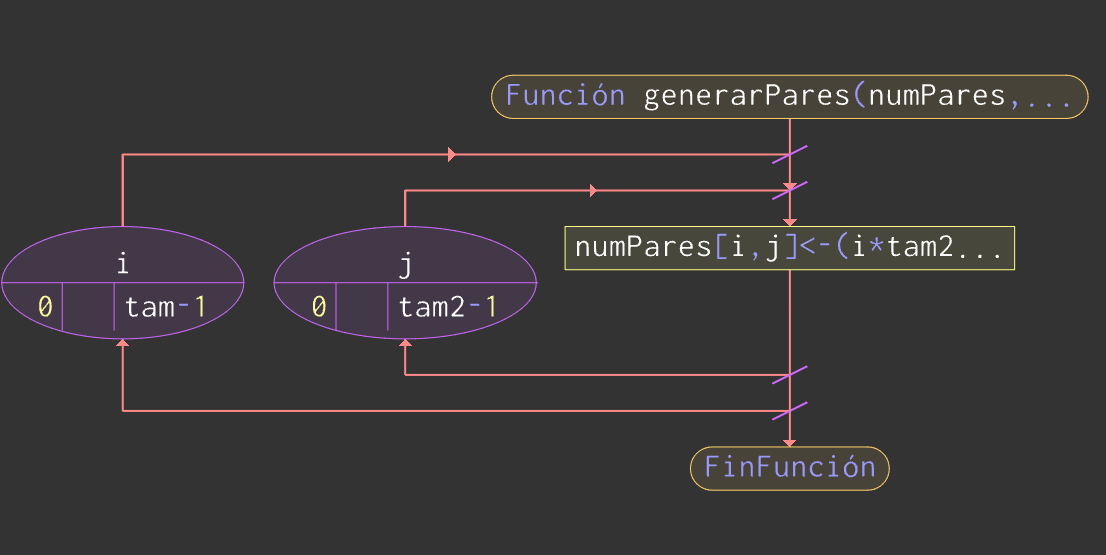 Función generarPares(numPares,...
i
0 tam-1
j
0 tam2-1
numPares[i,j]<-(i*tam2...
FinFunción